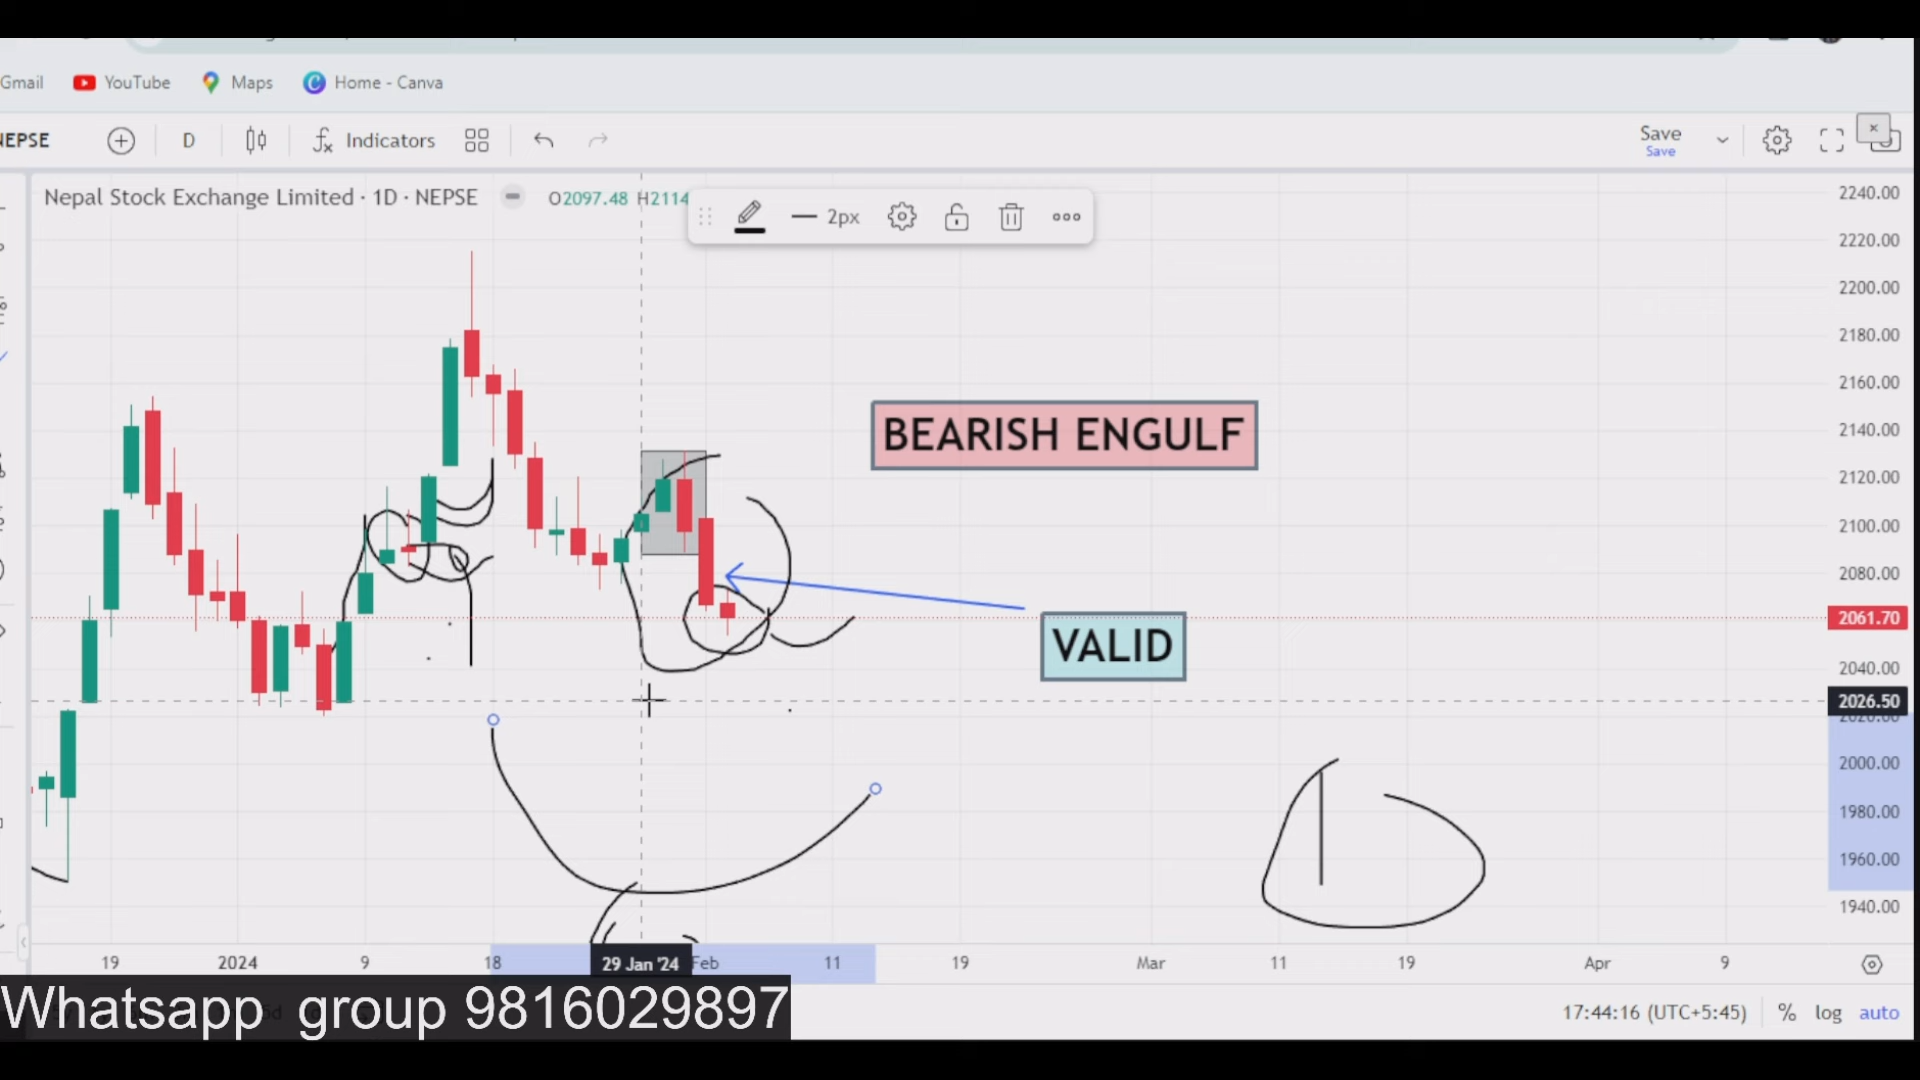 Gmail YouTube Maps Home - Canva
NEPSE D Indicators Save
Save
Nepal Stock Exchange Limited · 1D · NEPSE O2097.48 H2114
2px
2240.00
2220.00
2200.00
2180.00
2160.00
BEARISH ENGULF
2140.00
2120.00
2100.00
2080.00
2061.70
VALID
2040.00
2026.50
2020.00
2000.00
1980.00
1960.00
1940.00
19 2024 9 18 29 Jan '24 Feb 11 19 Mar 11 19 Apr 9
Whatsapp group 9816029897
17:44:16 (UTC+5:45) % log auto